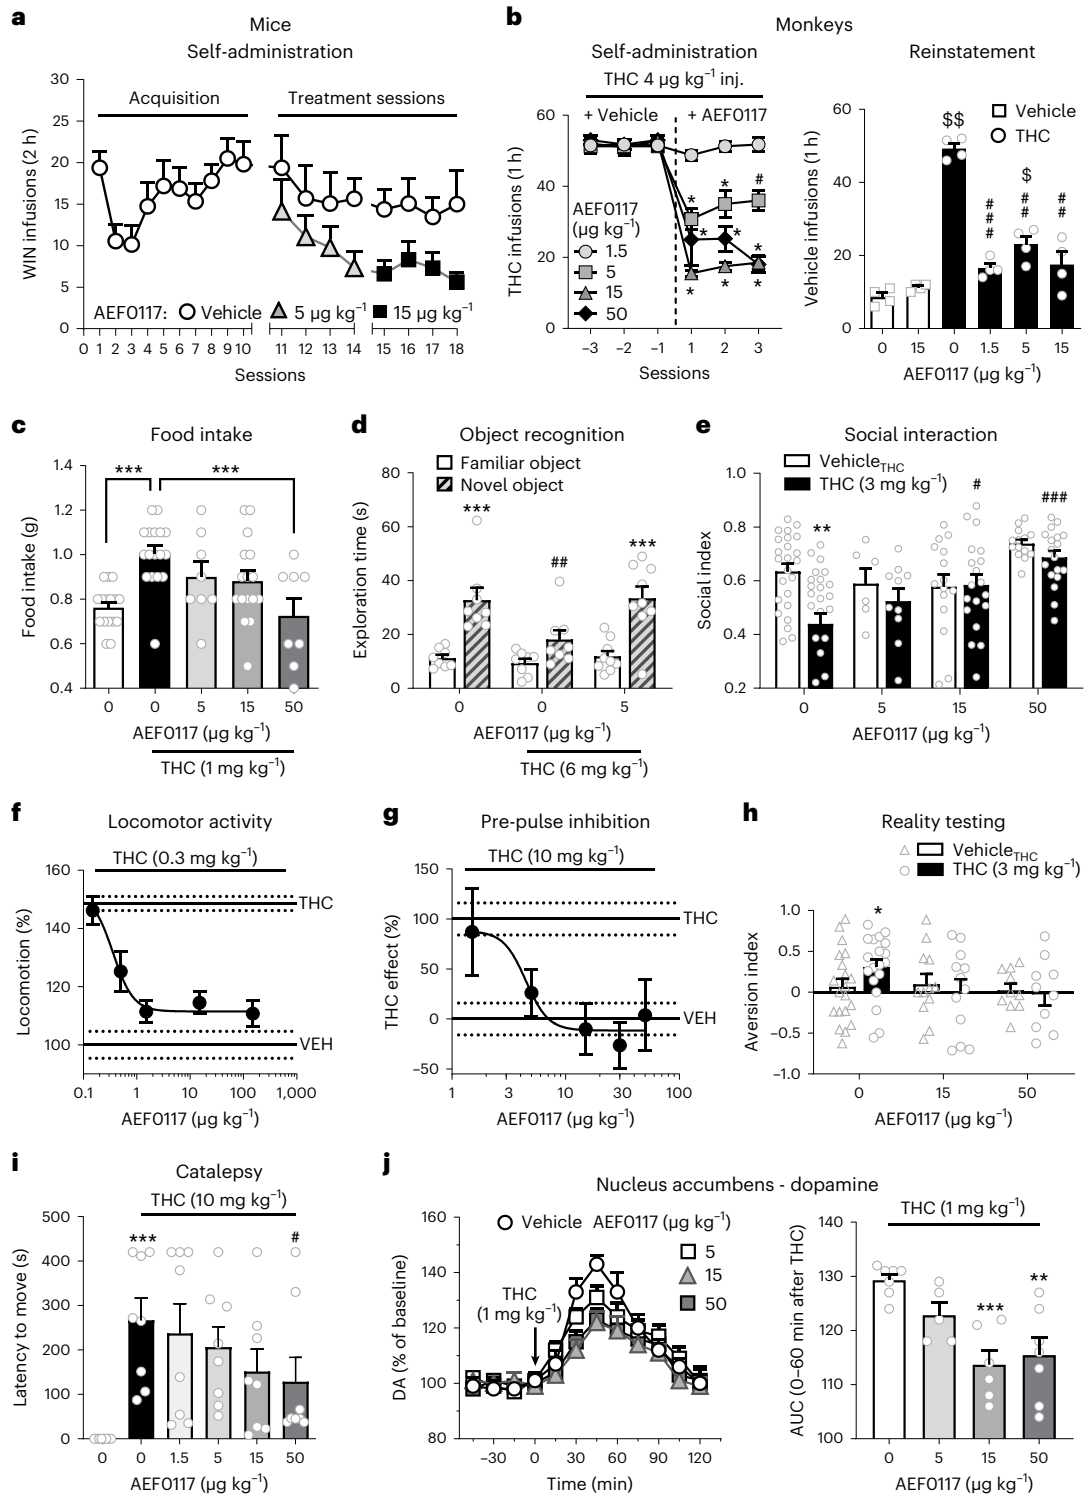 a
Mice
Self-administration
WIN infusions (2 h)
30
25
20
15
10
5
0
Acquisition
Treatment sessions
AEF0117: Vehicle 5 µg kg⁻¹ 15 µg kg⁻¹
0 1 2 3 4 5 6 7 8 9 10 11 12 13 14 15 16 17 18
Sessions
b
Monkeys
Self-administration
THC 4 µg kg⁻¹ inj.
+ Vehicle + AEF0117
THC infusions (1 h)
60
40
20
0
AEF0117
(µg kg⁻¹)
1.5
5
15
50
* * #
* * *
* * *
–3 –2 –1 1 2 3
Sessions
Reinstatement
Vehicle
THC
Vehicle infusions (1 h)
60
40
20
0
$$
# # #
$
# #
# #
0 15 0 1.5 5 15
AEF0117 (µg kg⁻¹)
c
Food intake
Food intake (g)
1.4
1.2
1.0
0.8
0.6
0.4
*** ***
0 0 5 15 50
AEF0117 (µg kg⁻¹)
THC (1 mg kg⁻¹)
d
Object recognition
Familiar object
Novel object
Exploration time (s)
80
60
40
20
0
*** ## ***
0 0 5
AEF0117 (µg kg⁻¹)
THC (6 mg kg⁻¹)
e
Social interaction
Vehicle_THC
THC (3 mg kg⁻¹)
Social index
1.0
0.8
0.6
0.4
0.2
** # ###
0 5 15 50
AEF0117 (µg kg⁻¹)
f
Locomotor activity
THC (0.3 mg kg⁻¹)
Locomotion (%)
160
140
120
100
THC
VEH
0.1 1 10 100 1,000
AEF0117 (µg kg⁻¹)
g
Pre-pulse inhibition
THC (10 mg kg⁻¹)
THC effect (%)
150
100
50
0
–50
THC
VEH
1 3 10 30 100
AEF0117 (µg kg⁻¹)
h
Reality testing
Vehicle_THC
THC (3 mg kg⁻¹)
Aversion index
1.0
0.5
0
–0.5
–1.0
*
0 15 50
AEF0117 (µg kg⁻¹)
i
Catalepsy
THC (10 mg kg⁻¹)
Latency to move (s)
500
400
300
200
100
0
*** #
0 0 1.5 5 15 50
AEF0117 (µg kg⁻¹)
j
Nucleus accumbens - dopamine
Vehicle AEF0117 (µg kg⁻¹)
5
15
50
DA (% of baseline)
160
140
120
100
80
THC
(1 mg kg⁻¹)
–30 0 30 60 90 120
Time (min)
THC (1 mg kg⁻¹)
AUC (0–60 min after THC)
140
130
120
110
100
*** **
0 5 15 50
AEF0117 (µg kg⁻¹)